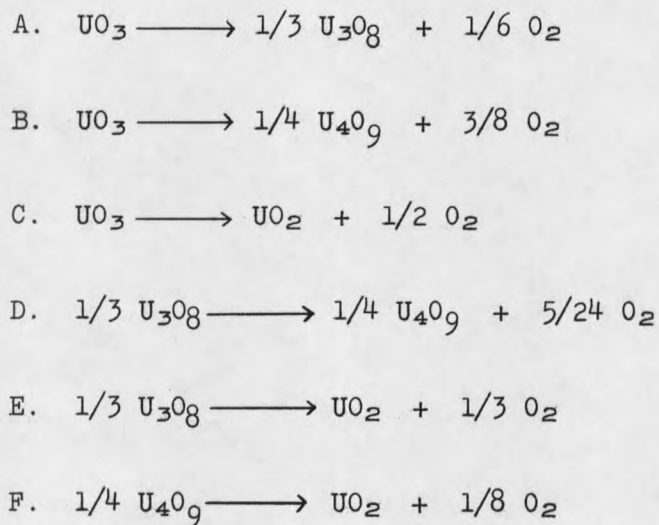 A. UO₃ ⟶ 1/3 U₃O₈ + 1/6 O₂
B. UO₃ ⟶ 1/4 U₄O₉ + 3/8 O₂
C. UO₃ ⟶ UO₂ + 1/2 O₂
D. 1/3 U₃O₈ ⟶ 1/4 U₄O₉ + 5/24 O₂
E. 1/3 U₃O₈ ⟶ UO₂ + 1/3 O₂
F. 1/4 U₄O₉ ⟶ UO₂ + 1/8 O₂